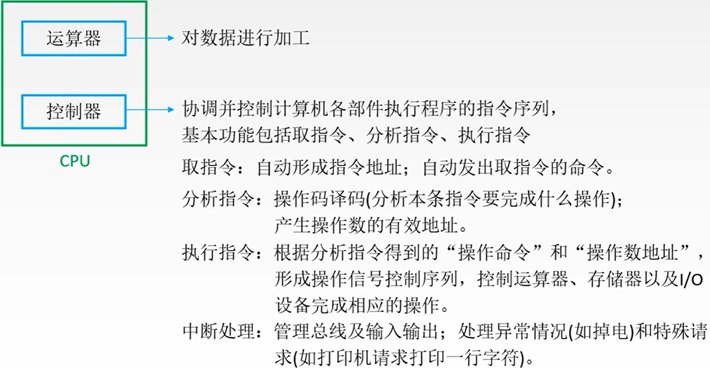 运算器
对数据进行加工
控制器
协调并控制计算机各部件执行程序的指令序列，
基本功能包括取指令、分析指令、执行指令
CPU
取指令：自动形成指令地址；自动发出取指令的命令。
分析指令：操作码译码(分析本条指令要完成什么操作)；
产生操作数的有效地址。
执行指令：根据分析指令得到的“操作命令”和“操作数地址”，
形成操作信号控制序列，控制运算器、存储器以及I/O
设备完成相应的操作。
中断处理：管理总线及输入输出；处理异常情况(如掉电)和特殊请
求(如打印机请求打印一行字符)。